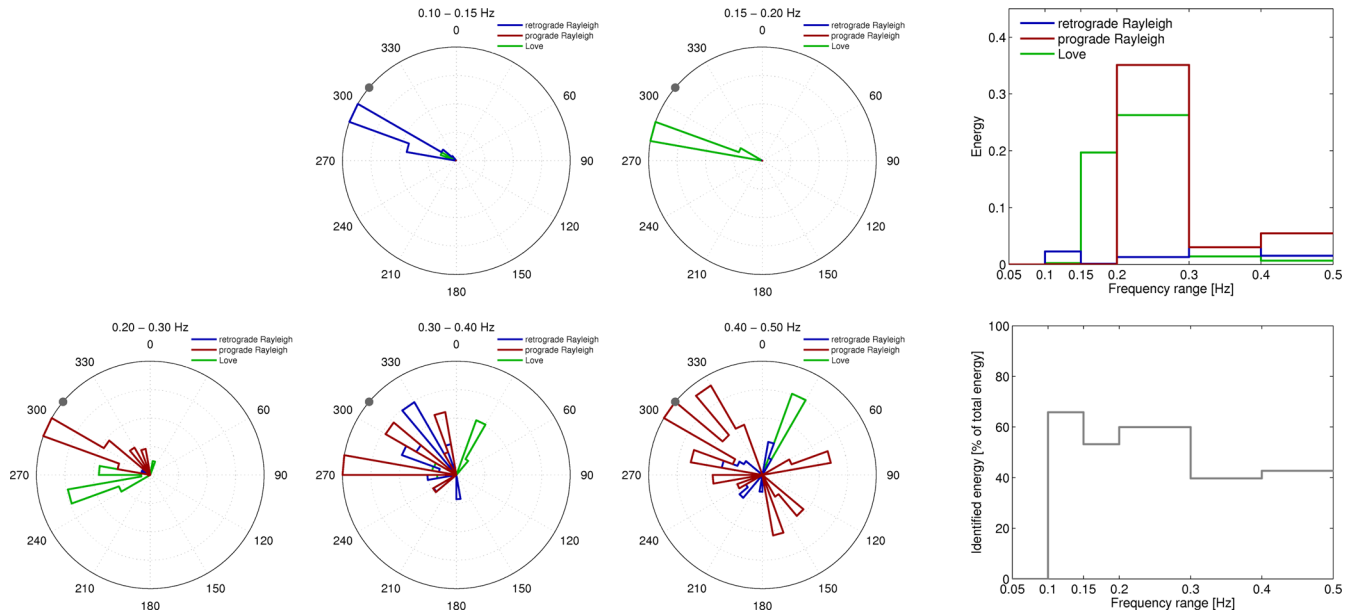 0.10 – 0.15 Hz
retrograde Rayleigh
prograde Rayleigh
Love
0
330
300
60
270
90
240
120
210
150
180
0.15 – 0.20 Hz
retrograde Rayleigh
prograde Rayleigh
Love
0
330
300
60
270
90
240
120
210
150
180
retrograde Rayleigh
prograde Rayleigh
Love
0.4
0.3
0.2
0.1
0
Energy
0.05 0.1 0.15 0.2 0.3 0.4 0.5
Frequency range [Hz]
0.20 – 0.30 Hz
retrograde Rayleigh
prograde Rayleigh
Love
0
330
300
60
270
90
240
120
210
150
180
0.30 – 0.40 Hz
retrograde Rayleigh
prograde Rayleigh
Love
0
330
300
60
270
90
240
120
210
150
180
0.40 – 0.50 Hz
retrograde Rayleigh
prograde Rayleigh
Love
0
330
300
60
270
90
240
120
210
150
180
100
80
60
40
20
0
Identified energy [% of total energy]
0.05 0.1 0.15 0.2 0.3 0.4 0.5
Frequency range [Hz]